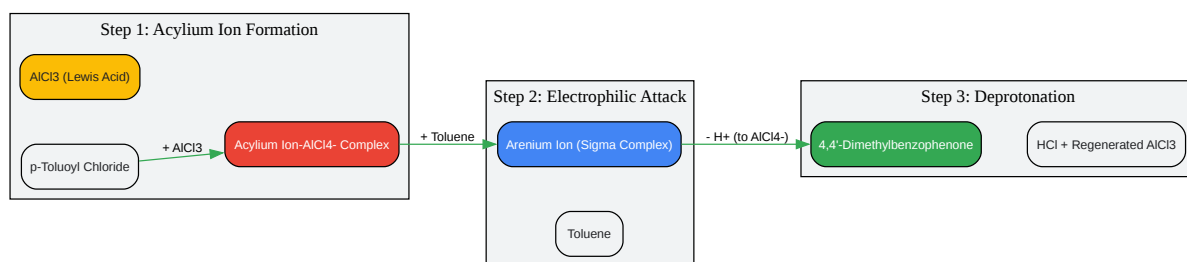 Step 1: Acylium Ion Formation
AlCl3 (Lewis Acid)
p-Toluoyl Chloride
+ AlCl3
Acylium Ion-AlCl4- Complex
+ Toluene
Step 2: Electrophilic Attack
Arenium Ion (Sigma Complex)
Toluene
- H+ (to AlCl4-)
Step 3: Deprotonation
4,4'-Dimethylbenzophenone
HCl + Regenerated AlCl3